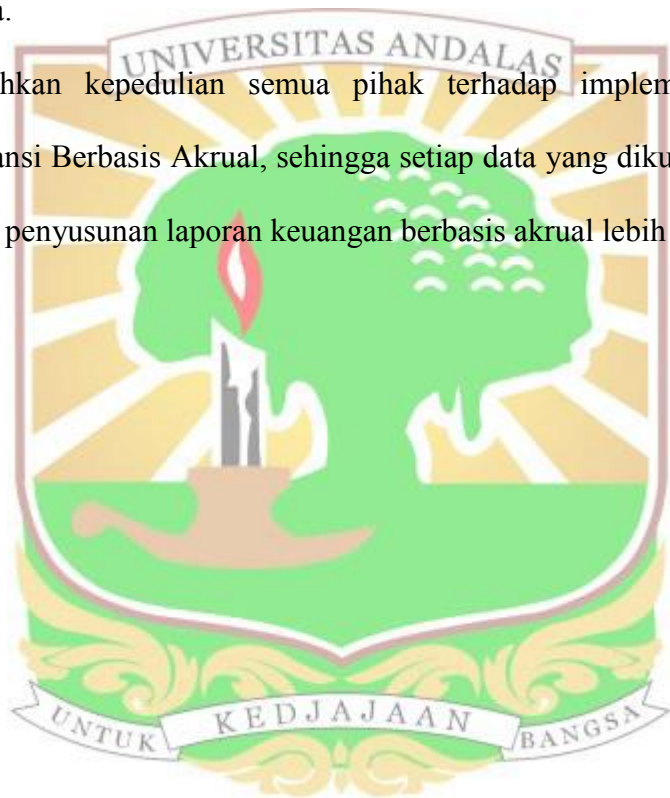 a.
UNIVERSITAS ANDALAS
hkan kepedulian semua pihak terhadap implem
ansi Berbasis Akrual, sehingga setiap data yang diku
penyusunan laporan keuangan berbasis akrual lebih
UNTUK KEDJAJAAN BANGSA